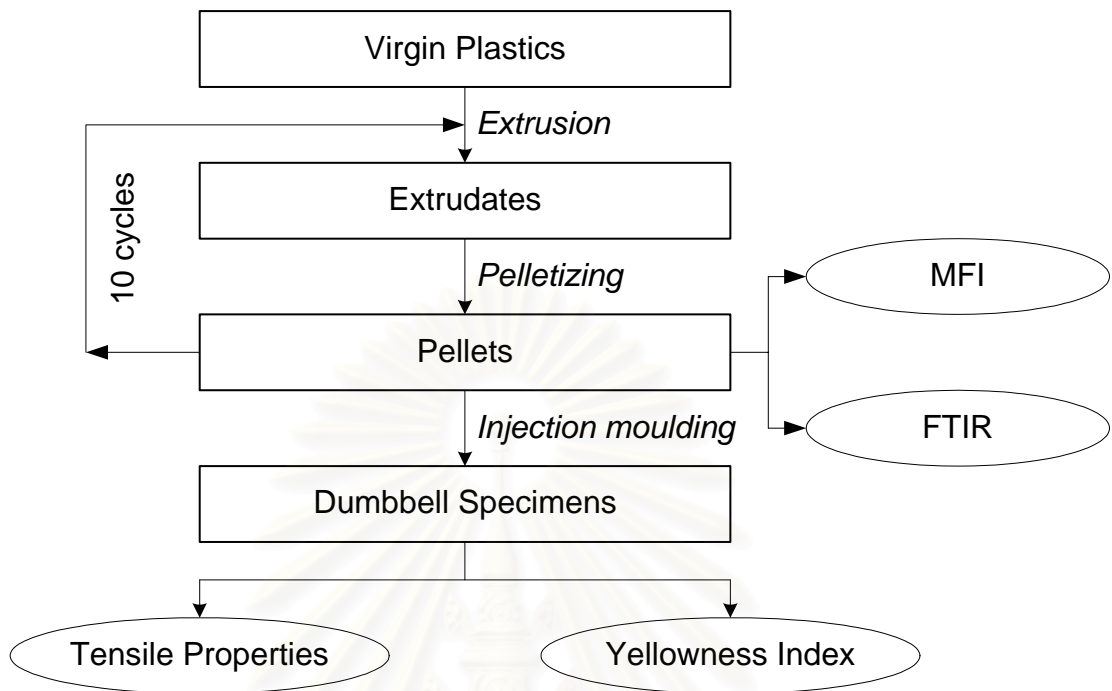 Virgin Plastics
Extrusion
10 cycles
Extrudates
Pelletizing
MFI
Pellets
Injection moulding
FTIR
Dumbbell Specimens
Tensile Properties
Yellowness Index